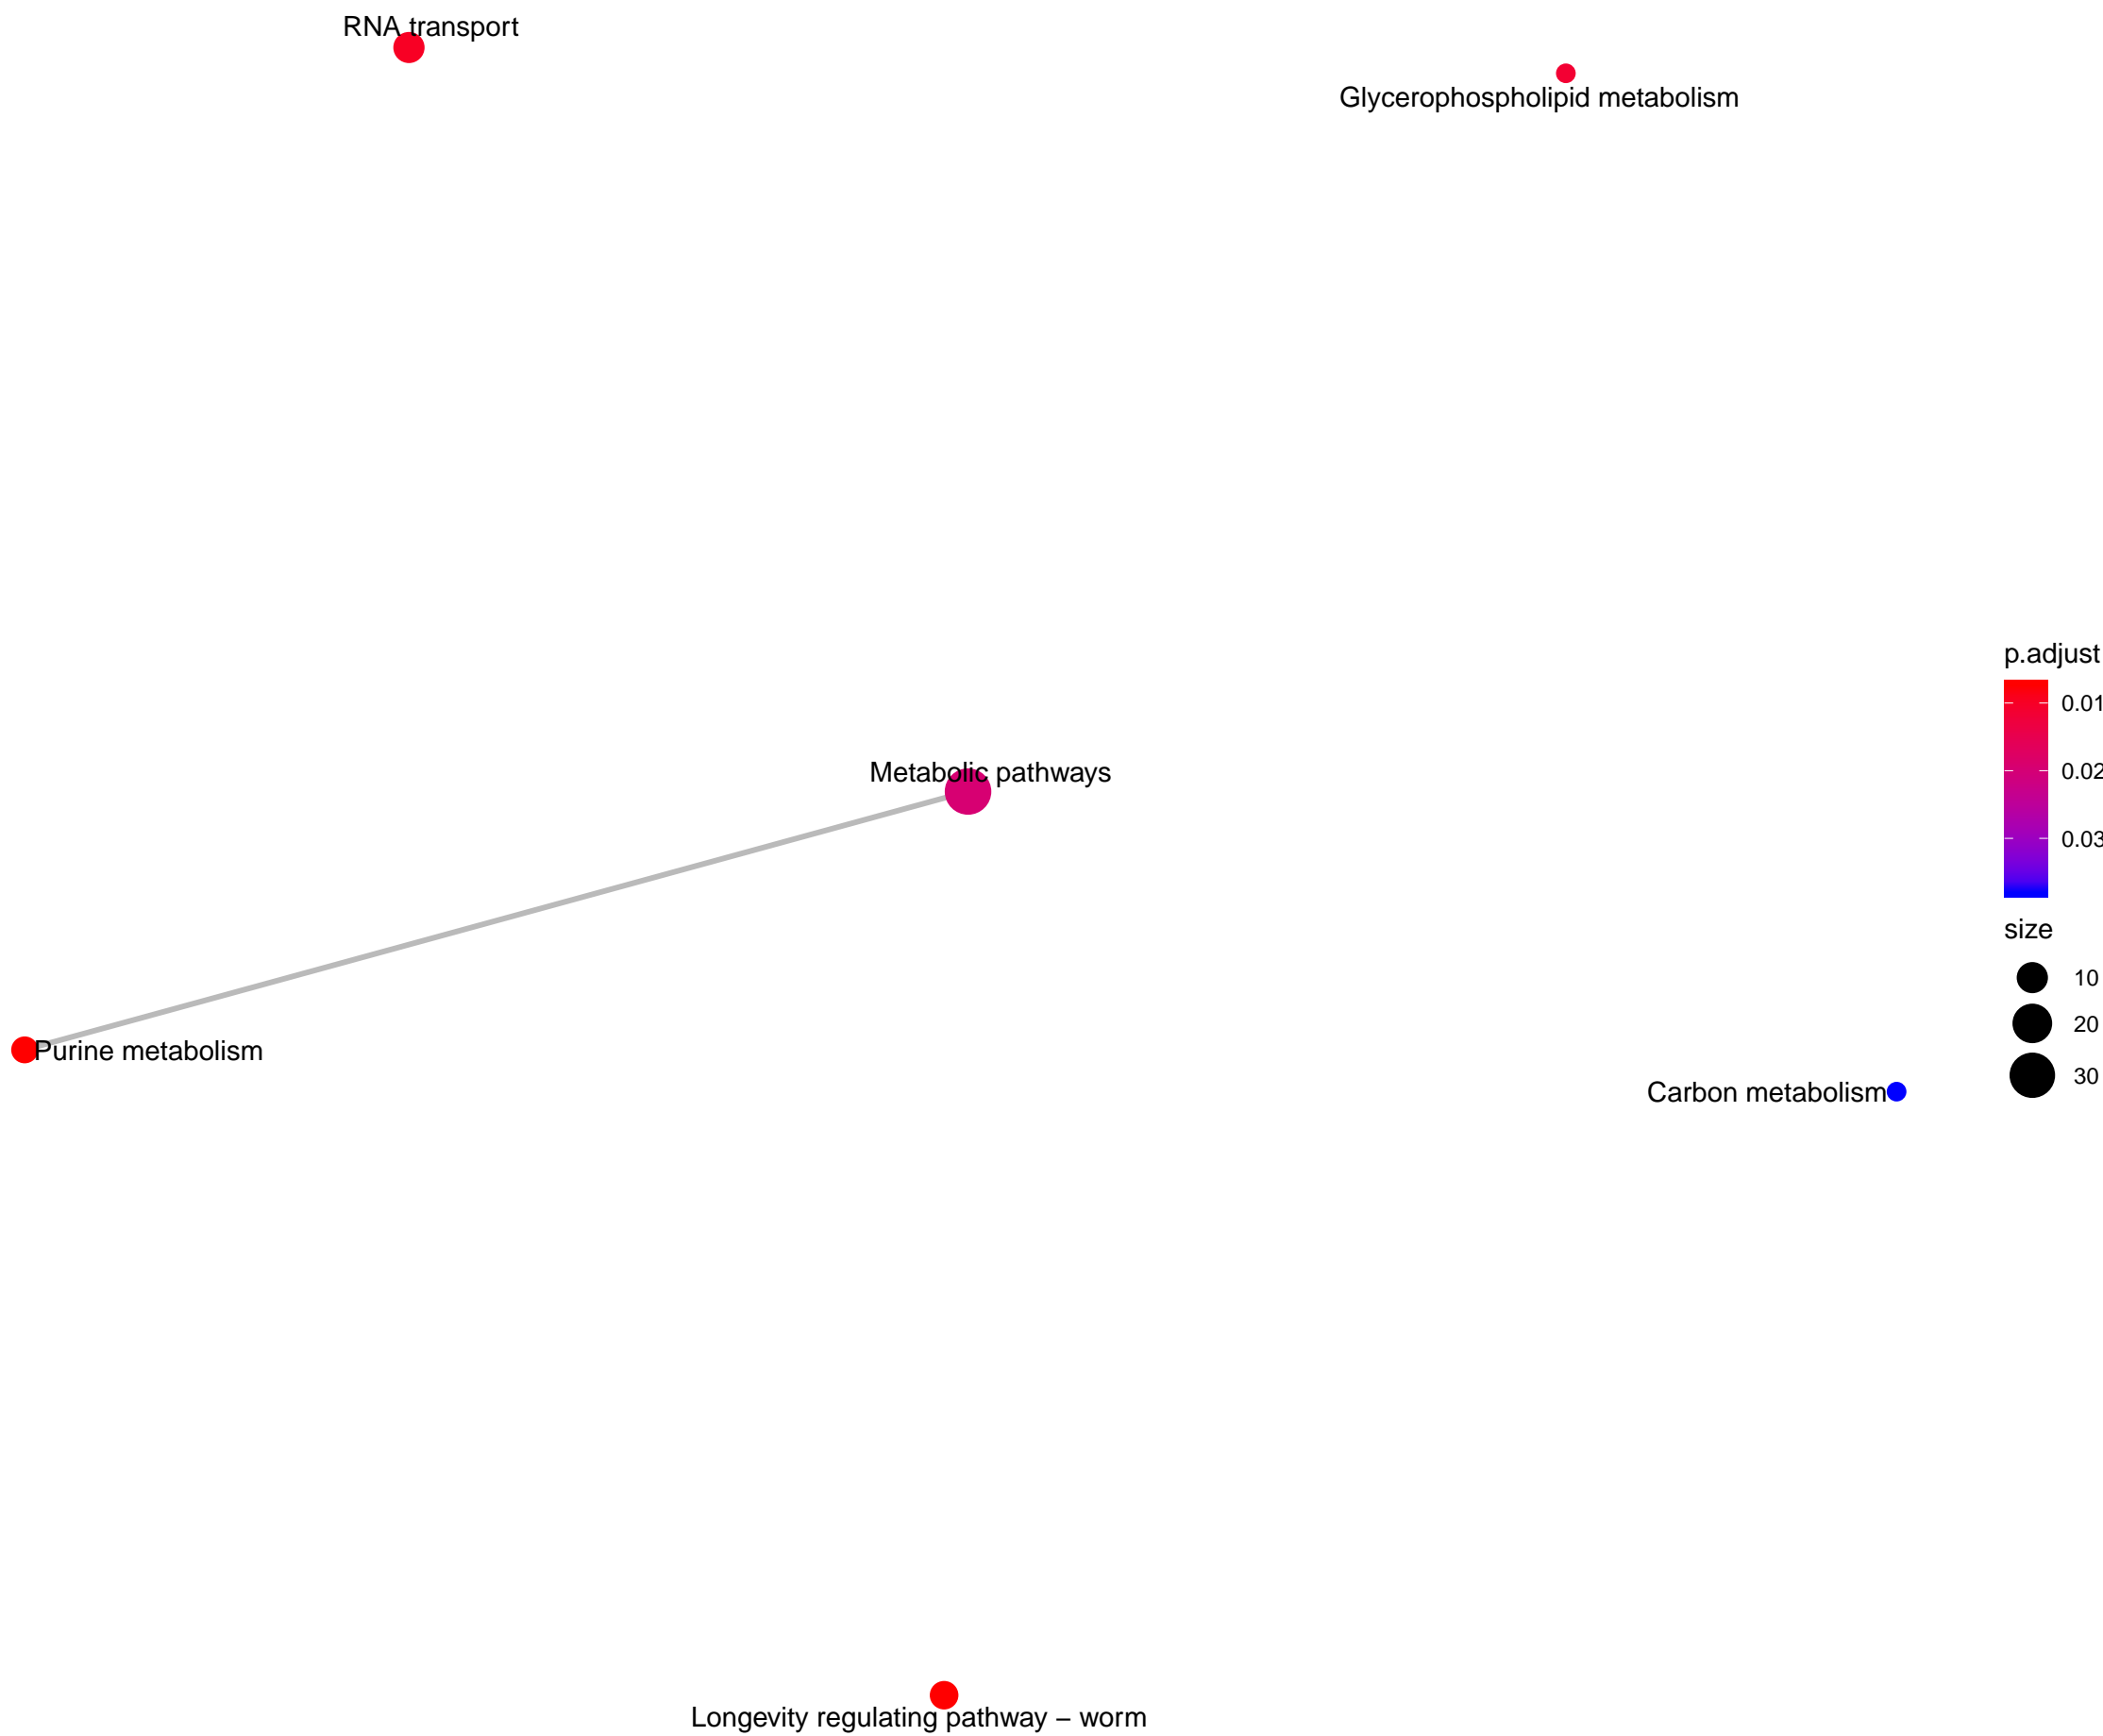 RNA transport
Glycerophospholipid metabolism
p.adjust
0.01
0.02
0.03
Metabolic pathways
size
10
20
30
Purine metabolism
Carbon metabolism
Longevity regulating pathway – worm